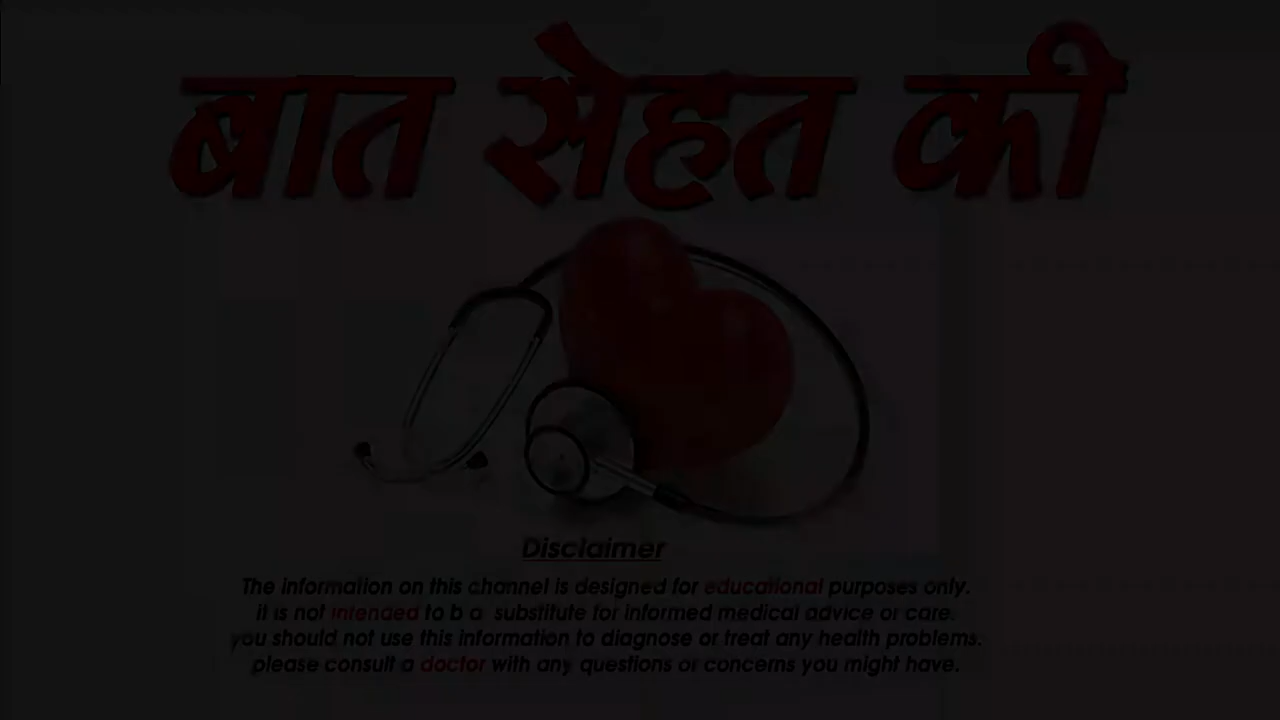 बात सेहत की
Disclaimer
The information on this channel is designed for educational purposes only.
it is not intended to b a substitute for informed medical advice or care.
you should not use this information to diagnose or treat any health problems.
please consult a doctor with any questions or concerns you might have.